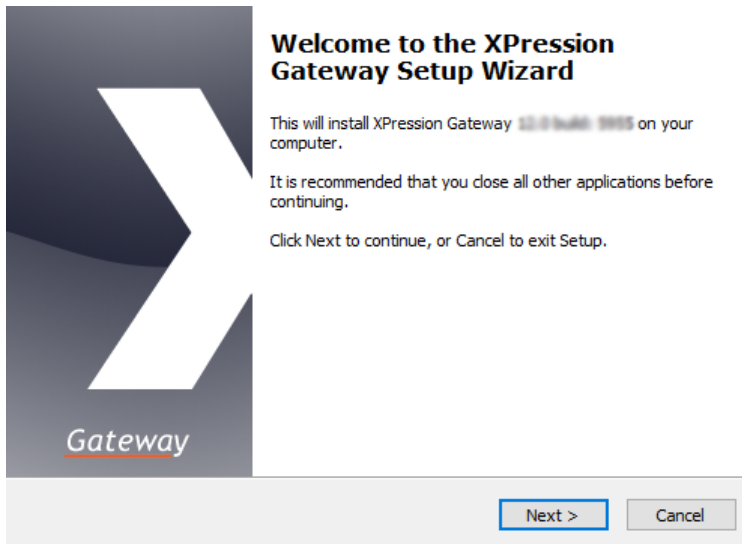 Welcome to the XPression
Gateway Setup Wizard
This will install XPression Gateway on your
computer.
It is recommended that you close all other applications before
continuing.
Click Next to continue, or Cancel to exit Setup.
Gateway
Next >
Cancel